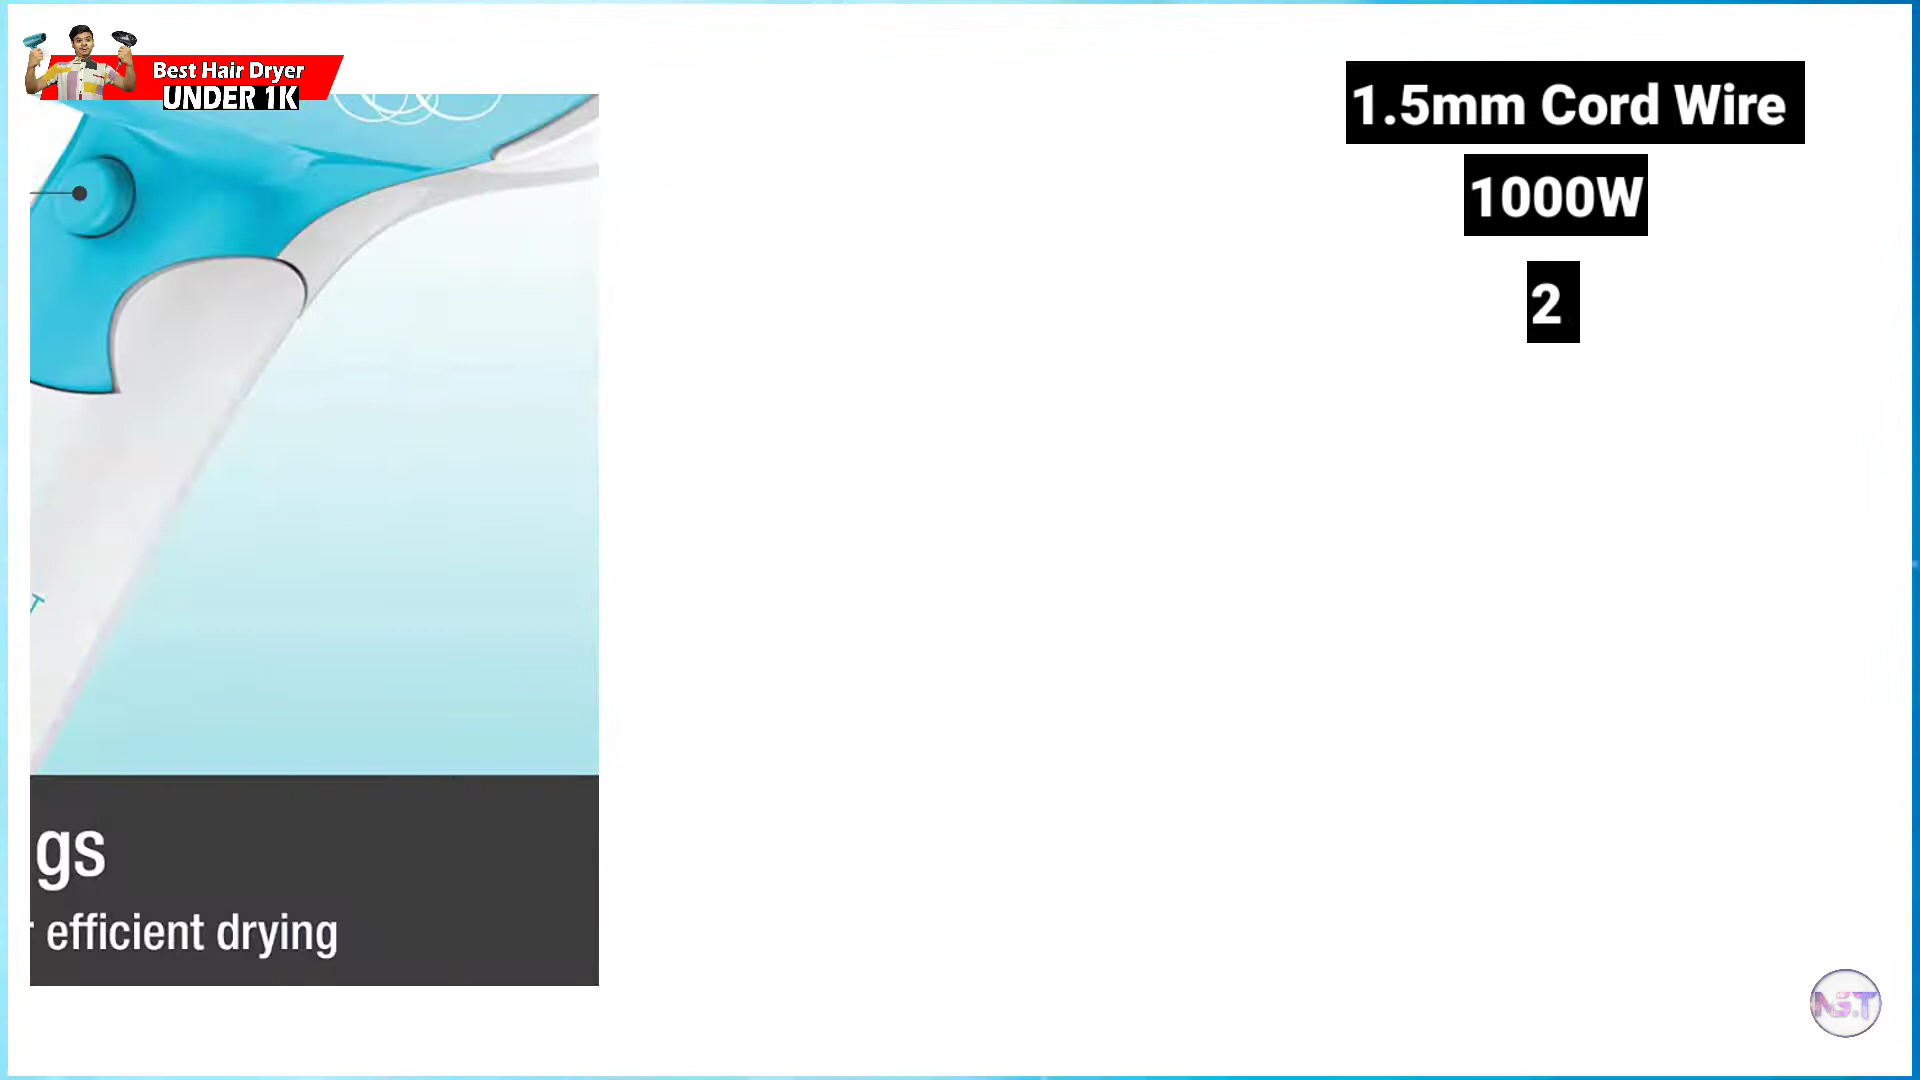 Best Hair Dryer
UNDER 1K
1.5mm Cord Wire
1000W
2
T
gs
efficient drying
N.G.T